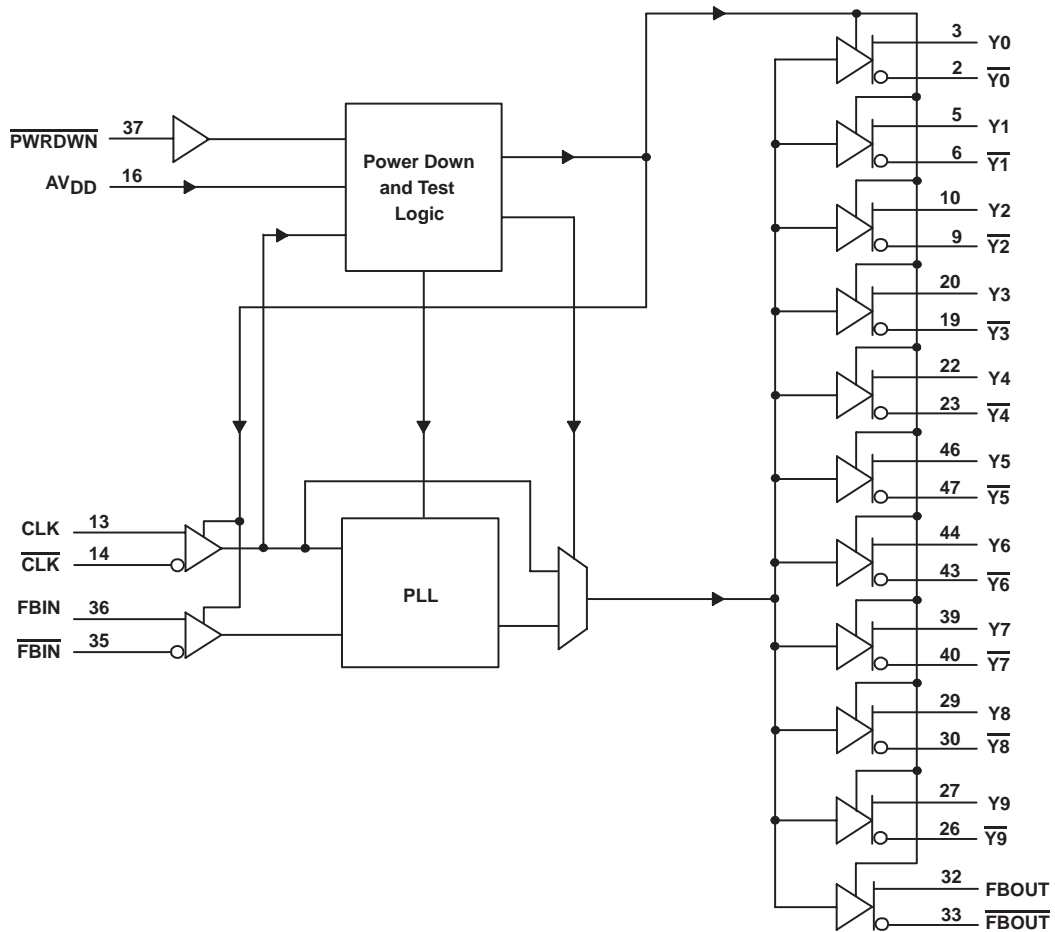 3 Y0
2 Y0
37 PWRDWN
5 Y1
6 Y1
16 AVDD
Power Down
and Test
Logic
10 Y2
9 Y2
20 Y3
19 Y3
22 Y4
23 Y4
46 Y5
47 Y5
CLK 13
CLK 14
FBIN 36
FBIN 35
PLL
44 Y6
43 Y6
39 Y7
40 Y7
29 Y8
30 Y8
27 Y9
26 Y9
32 FBOUT
33 FBOUT